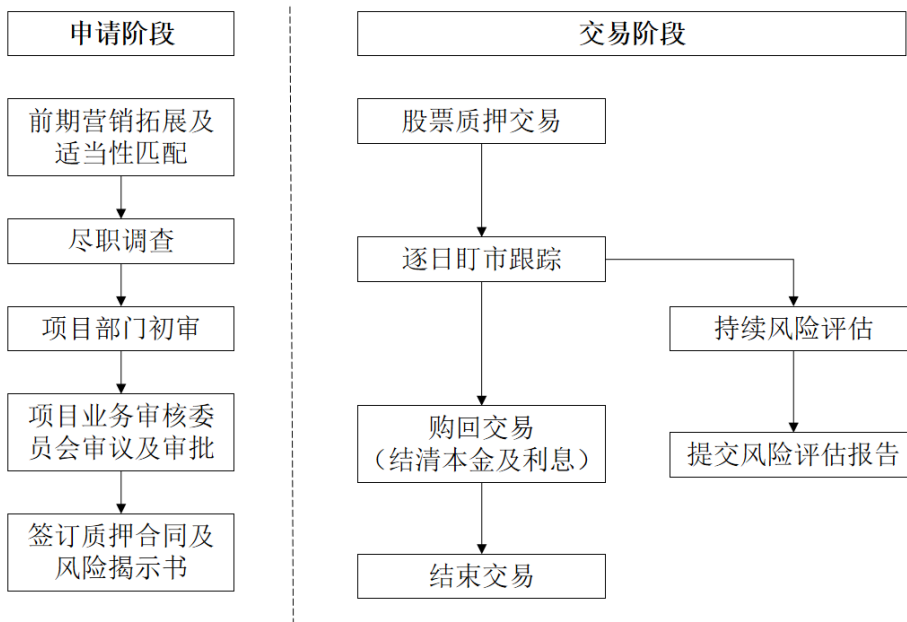 申请阶段
前期营销拓展及
适当性匹配
尽职调查
项目部门初审
项目业务审核委
员会审议及审批
签订质押合同及
风险揭示书
交易阶段
股票质押交易
逐日盯市跟踪
持续风险评估
购回交易
（结清本金及利息）
提交风险评估报告
结束交易